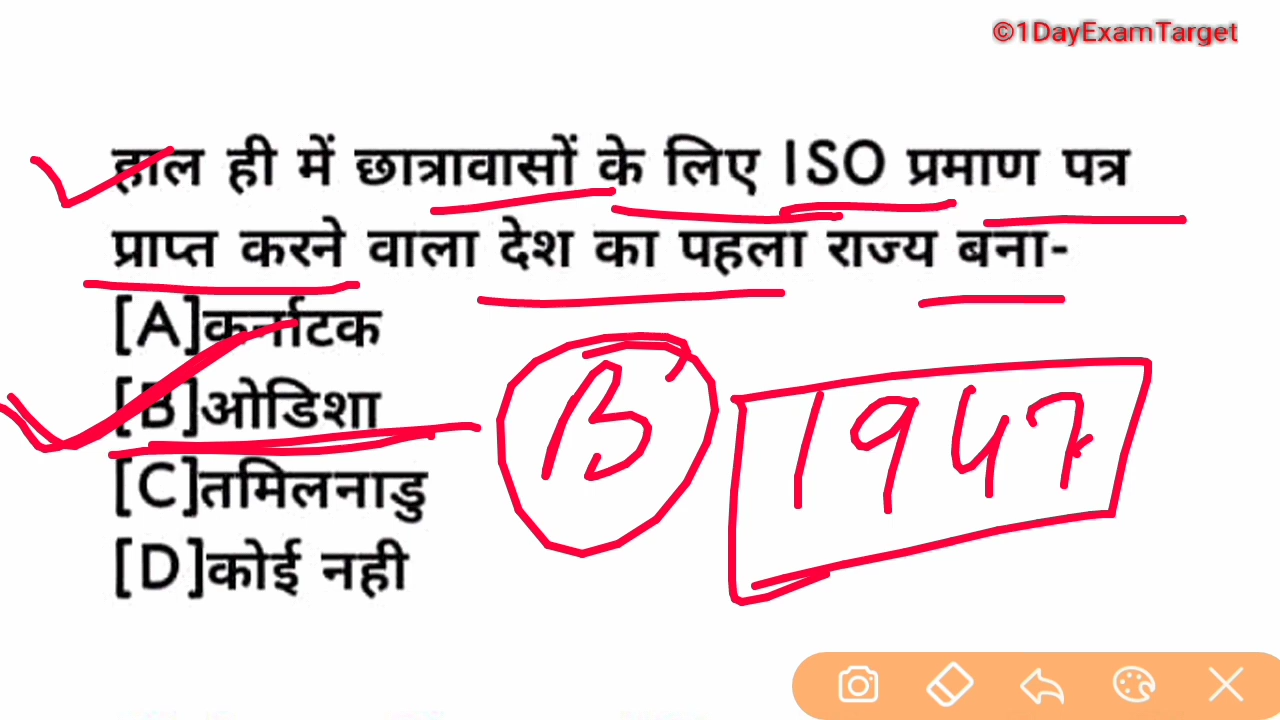 ©1DayExamTarget
हाल ही में छात्रावासों के लिए ISO प्रमाण पत्र
प्राप्त करने वाला देश का पहला राज्य बना-
[A]कर्नाटक
[B]ओडिशा
B
1947
[C]तमिलनाडु
[D]कोई नही